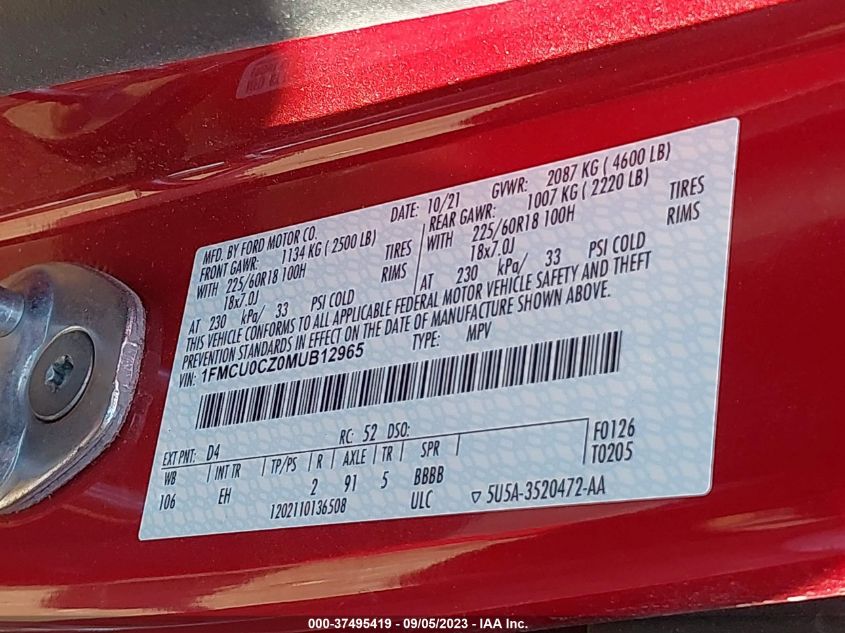 MFD. BY FORD MOTOR CO.
DATE: 10/21 GVWR: 2087 KG ( 4600 LB)
FRONT GAWR: 1134 KG ( 2500 LB)
REAR GAWR: 1007 KG ( 2220 LB)
WITH 225/60R18 100H TIRES
WITH 225/60R18 100H TIRES
18x7.0J RIMS
18x7.0J RIMS
AT 230 kPa/ 33 PSI COLD
AT 230 kPa/ 33 PSI COLD
THIS VEHICLE CONFORMS TO ALL APPLICABLE FEDERAL MOTOR VEHICLE SAFETY AND THEFT
PREVENTION STANDARDS IN EFFECT ON THE DATE OF MANUFACTURE SHOWN ABOVE.
VIN: 1FMCU0CZ0MUB12965 TYPE: MPV
EXT PNT: D4 RC: 52 DSO: F0126
WB INT TR TP/PS R AXLE TR SPR T0205
106 EH 2 91 5 BBBB
1202110136508 ULC 5U5A-3520472-AA
000-37495419 - 09/05/2023 - IAA Inc.